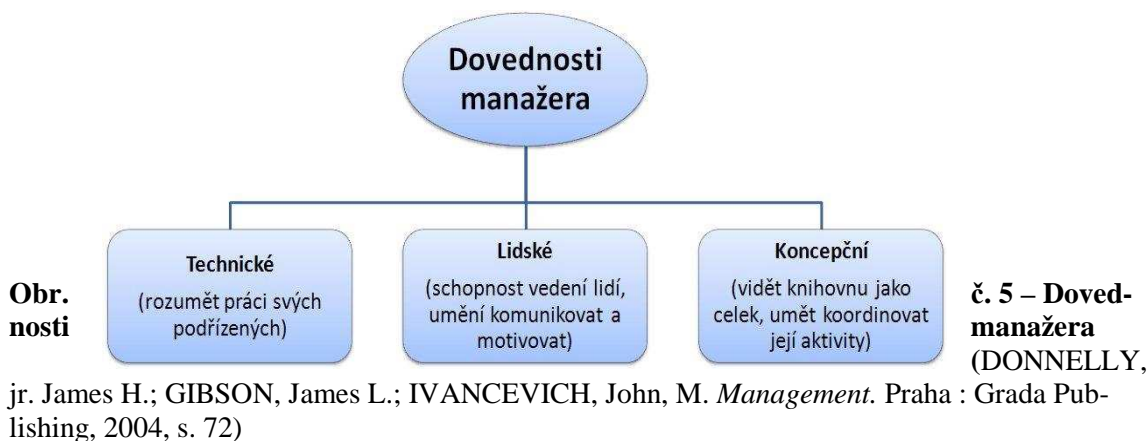 Dovednosti
manažera
Technické
(rozumět práci svých
podřízených)
Lidské
(schopnost vedení lidí,
umění komunikovat a
motivovat)
Koncepční
(vidět knihovnu jako
celek, umět koordinovat
její aktivity)
Obr. č. 5 – Doved-
nosti manažera
(DONNELLY,
jr. James H.; GIBSON, James L.; IVANCEVICH, John, M. Management. Praha : Grada Pub-
lishing, 2004, s. 72)